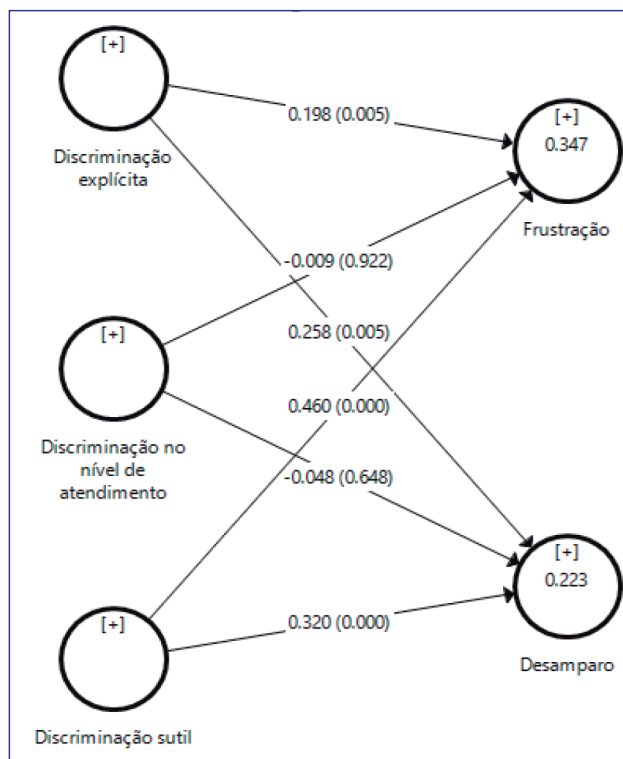 [+]
Discriminação
explícita
0.198 (0.005)
[+]
0.347
Frustração
-0.009 (0.922)
[+]
Discriminação no
nível de
atendimento
0.258 (0.005)
0.460 (0.000)
-0.048 (0.648)
[+]
0.223
Desamparo
[+]
Discriminação sutil
0.320 (0.000)